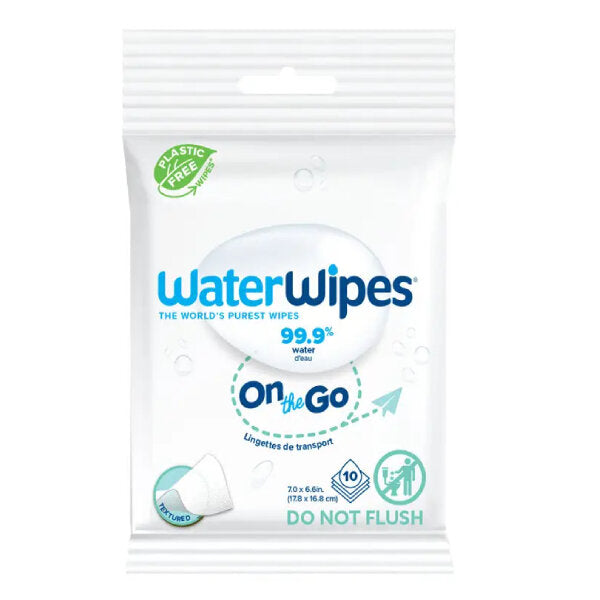 PLASTIC
FREE
WIPES*
WaterWipes®
THE WORLD'S PUREST WIPES
99.9%
water
d'eau
On the Go
Lingettes de transport
10
7.0 x 6.6in.
(17.8 x 16.8 cm)
TEXTURED
DO NOT FLUSH